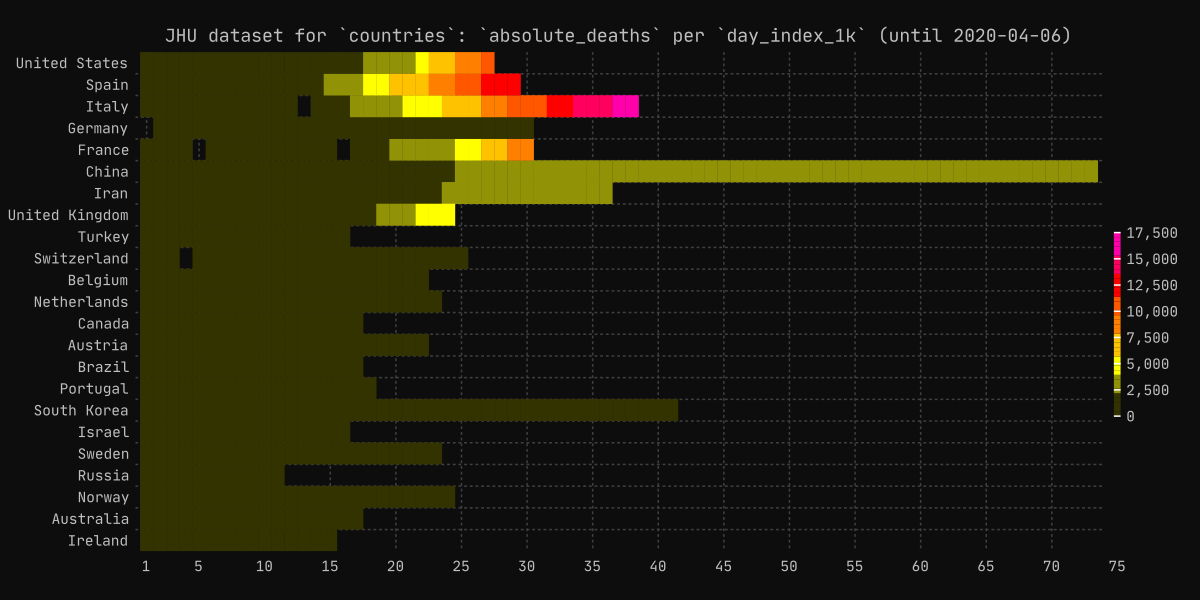 JHU dataset for `countries`: `absolute_deaths` per `day_index_1k` (until 2020-04-06)
United States
Spain
Italy
Germany
France
China
Iran
United Kingdom
Turkey
Switzerland
Belgium
Netherlands
Canada
Austria
Brazil
Portugal
South Korea
Israel
Sweden
Russia
Norway
Australia
Ireland
1 5 10 15 20 25 30 35 40 45 50 55 60 65 70 75
17,500
15,000
12,500
10,000
7,500
5,000
2,500
0